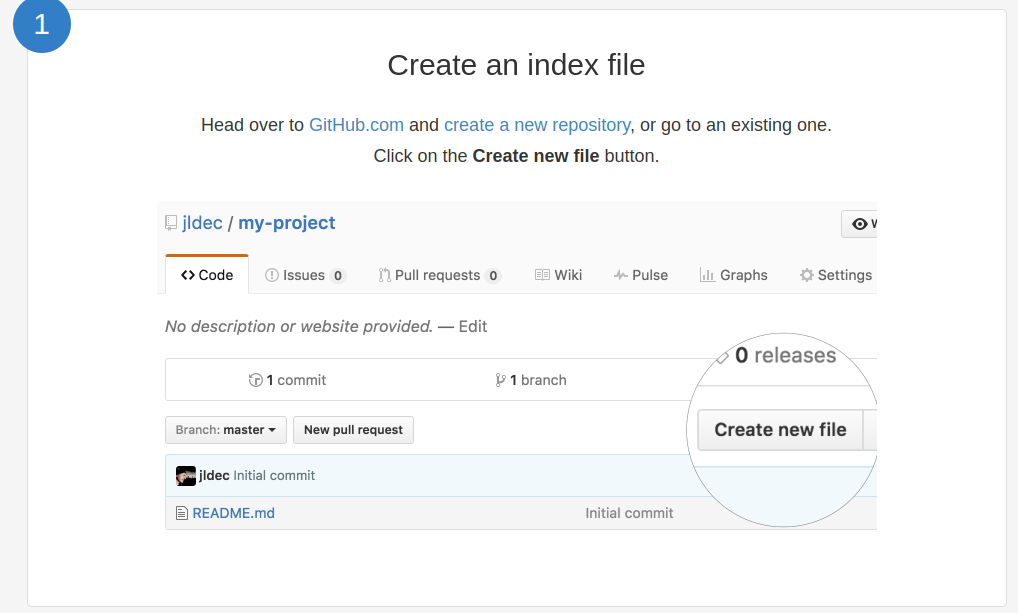 1
Create an index file
Head over to GitHub.com and create a new repository, or go to an existing one.
Click on the Create new file button.
jldec / my-project
Code Issues 0 Pull requests 0 Wiki Pulse Graphs Settings
No description or website provided. — Edit
0 releases
1 commit 1 branch
Branch: master New pull request Create new file
jldec Initial commit
README.md Initial commit